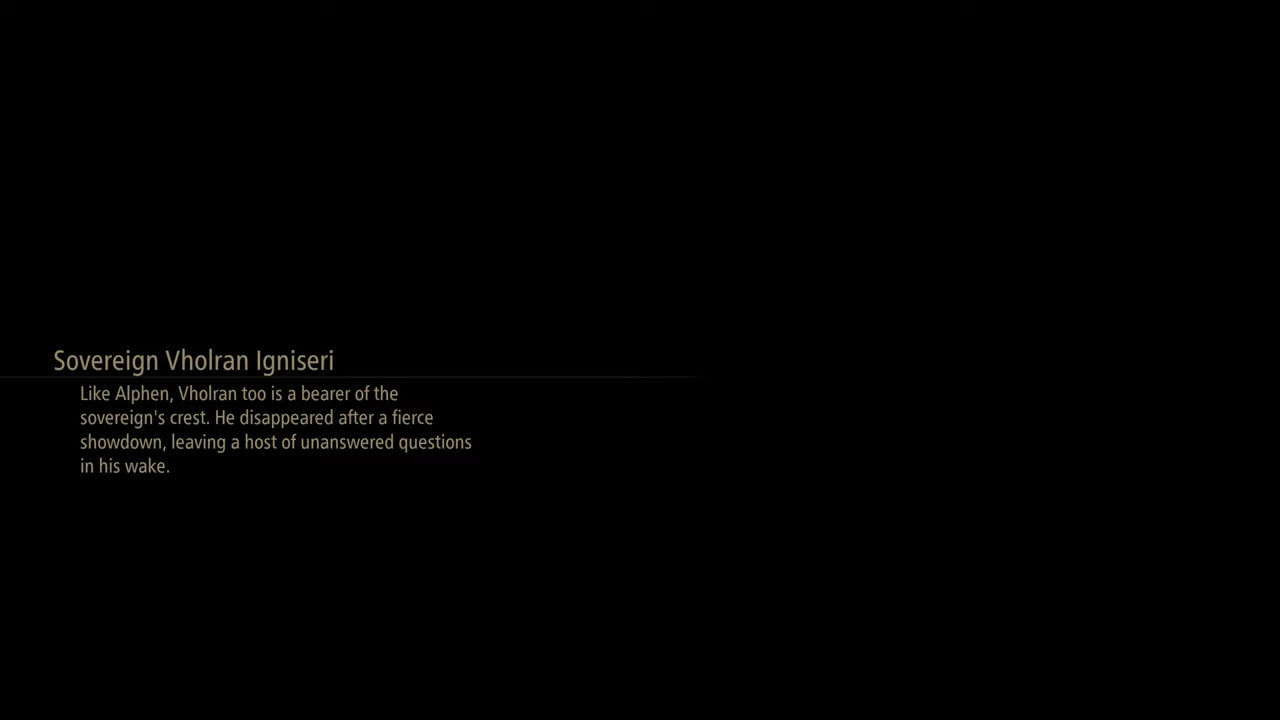 Sovereign Vholran Igniseri
Like Alphen, Vholran too is a bearer of the
sovereign's crest. He disappeared after a fierce
showdown, leaving a host of unanswered questions
in his wake.